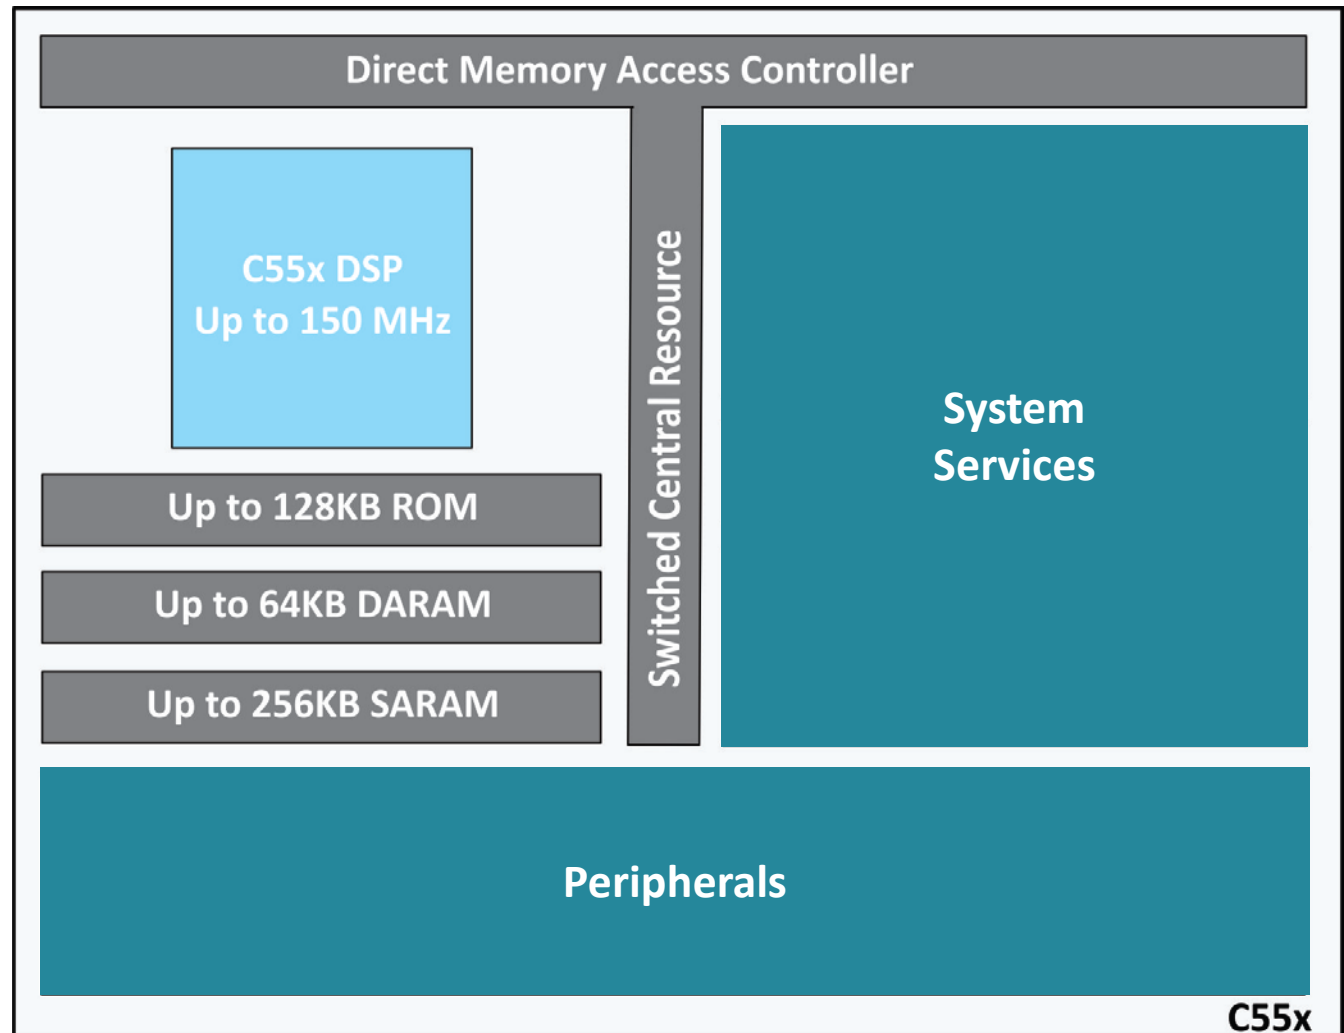 Direct Memory Access Controller
C55x DSP
Up to 150 MHz
Up to 128KB ROM
Up to 64KB DARAM
Up to 256KB SARAM
Switched Central Resource
System
Services
Peripherals
C55x